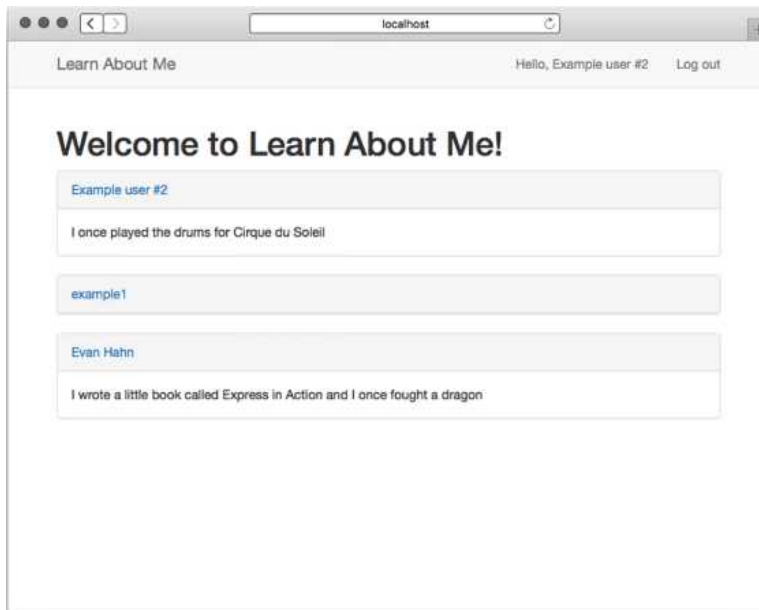 localhost
Learn About Me
Hello, Example user #2
Log out
Welcome to Learn About Me!
Example user #2
I once played the drums for Cirque du Soleil
example1
Evan Hahn
I wrote a little book called Express in Action and I once fought a dragon